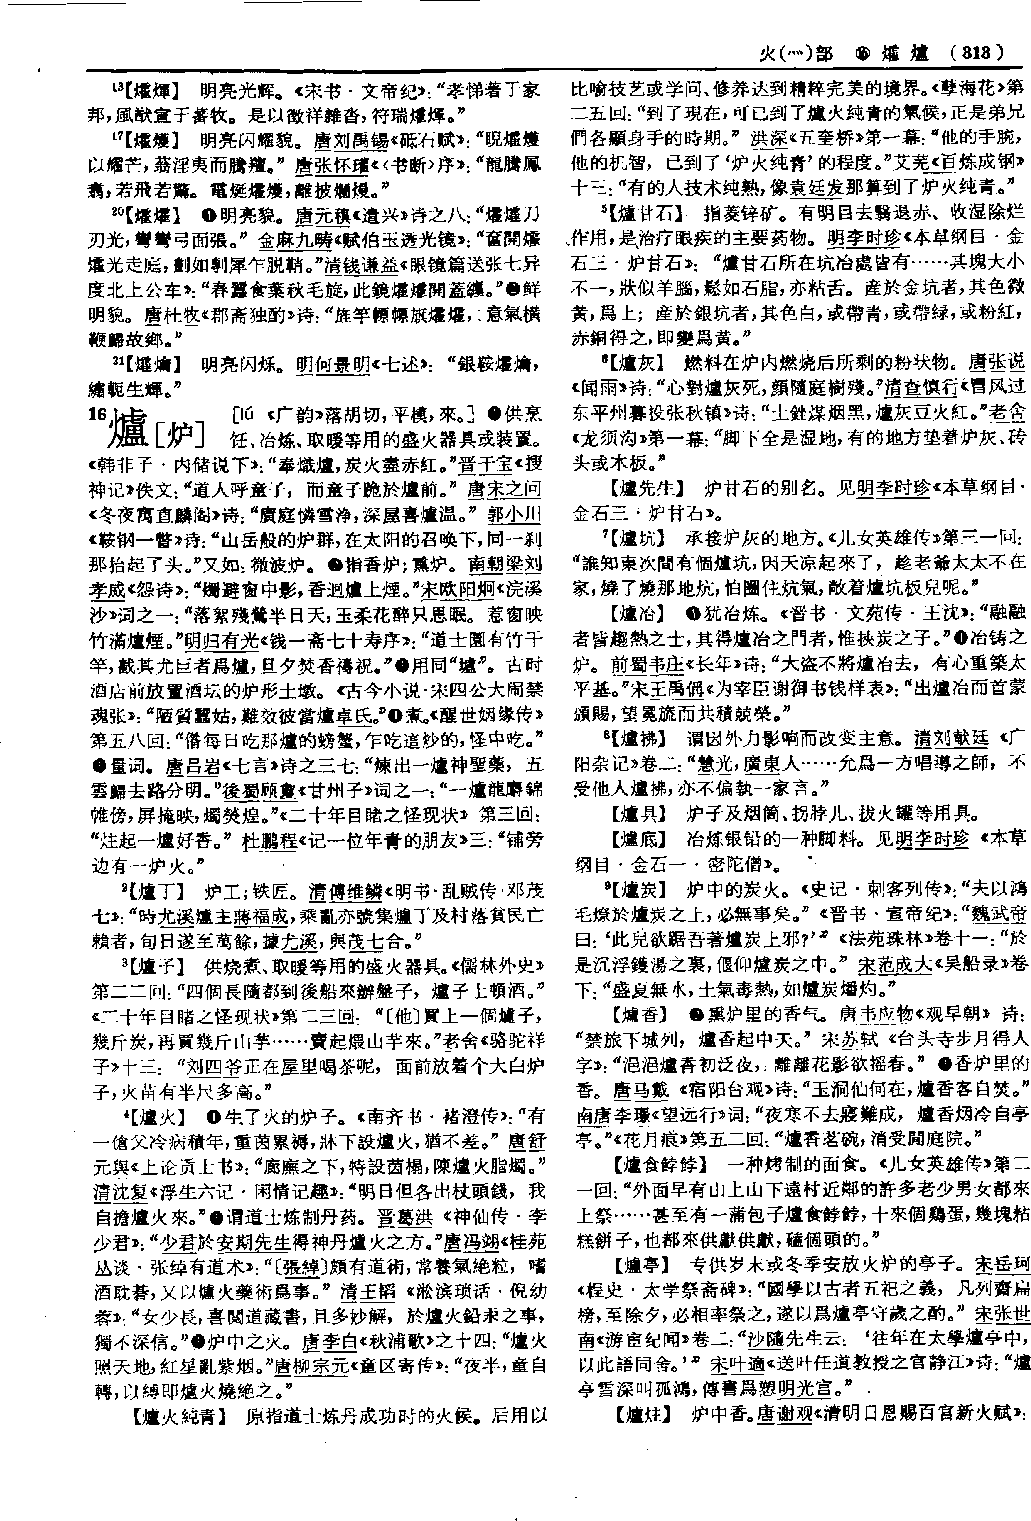 火(灬)部 ⑯ 㸌 爐 (313)
¹³【㸌煇】 明亮光辉。《宋书·文帝纪》：“孝悌着于家
邦，風猷宣于蕃牧。是以徵祥雜沓，符瑞㸌煇。”
明亮闪耀貌。唐刘禹锡《砥石赋》：
以耀芒，翦淫夷而騰擅。” 唐张怀瓘《〈书断〉序》：“龍騰鳳
翥，若飛若驚。電烻㸌㸌，離披爛熳。”
❶明亮貌。唐元稹《遣兴》诗之八：
刃光，彎彎弓面張。” 金麻九畴《赋伯玉透光镜》：
光走庭，劃如剸犀乍脱鞘。”清钱谦益《眼镜篇送张七异
度北上公车》：“春蠶食葉秋毛旋，
明貌。唐杜牧《郡斋独酌》诗：
鞭歸故鄉。”
明亮闪烁。明何景明《七述》：
繡軛生輝。”
16 爐［炉］ ［lú 《广韵》落胡切，平模，來。］ ❶供烹
饪、冶炼、取暖等用的盛火器具或装置。
《韩非子·内储说下》：“奉熾爐，炭火盡赤红。”晋干宝《搜
神记》佚文：“道人呼童子，而童子跪於爐前。” 唐宋之问
《冬夜寓直麟阁》诗：“廣庭憐雪净，深屋喜爐温。” 郭小川
《鞍钢一瞥》诗：“山岳般的炉群，在太阳的召唤下，同一刹
那抬起了头。”又如：微波炉。❷指香炉；熏炉。南朝梁刘
孝威《怨诗》：“燭避窗中影，香迴爐上煙。”宋欧阳炯《浣溪
沙》词之一：“落絮殘鶯半日天，玉柔花醉只思眠。惹窗映
竹滿爐煙。”明归有光《钱一斋七十寿序》：“道士園有竹千
竿，截其尤巨者爲爐，旦夕焚香禱祝。”❸用同“壚”。古时
酒店前放置酒坛的炉形土墩。《古今小说·宋四公大闹禁
魂张》：“陋質蠶姑，難效彼當爐卓氏。”❹煮。《醒世姻缘传》
第五八回：“偺每日吃那爐的螃蟹，乍吃這炒的，怪中吃。”
❺量词。唐吕岩《七言》诗之三七：“煉出一爐神聖藥，五
雲歸去路分明。”後蜀顾敻《甘州子》词之一：“一爐龍麝錦
帷傍，屏掩映，燭熒煌。”《二十年目睹之怪现状》第三回：
“炷起一爐好香。” 杜鹏程《记一位年青的朋友》三：“铺旁
边有一炉火。”
²【爐丁】 炉工；铁匠。清傅维鳞《明书·乱贼传·邓茂
七》：“時尤溪爐主蔣福成，乘亂亦號集爐丁及村落貧民亡
賴者，旬日遂至萬餘，據尤溪，與茂七合。”
³【爐子】 供烧煮、取暖等用的盛火器具。《儒林外史》
第二二回：“四個長隨都到後船來辦盤子，爐子上頓酒。”
《二十年目睹之怪现状》第二三回：“［他］買上一個爐子，
幾斤炭，再買幾斤山芋……賣起煨山芋來。”老舍《骆驼祥
子》十三：“刘四爷正在屋里喝茶呢，面前放着个大白炉
子，火苗有半尺多高。”
⁴【爐火】 ❶生了火的炉子。《南齐书·褚澄传》：“有
一傖父冷病積年，重茵累褥，牀下設爐火，猶不差。” 唐舒
元舆《上论贡士书》：“廊廡之下，特設茵榻，陳爐火脂燭。”
清沈复《浮生六记·闲情记趣》：“明日但各出杖頭錢，我
自擔爐火來。”❷谓道士炼制丹药。晋葛洪《神仙传·李
少君》：“少君於安期先生得神丹爐火之方。”唐冯翊《桂苑
丛谈·张绰有道术》：“〔張綽〕頗有道術，常養氣絶粒，嗜
酒耽碁，又以爐火藥術爲事。” 清王韬《淞滨琐话·倪幼
蓉》：“女少長，喜閲道藏書，且多妙解，於爐火鉛汞之事，
獨不深信。”❸炉中之火。唐李白《秋浦歌》之十四：“爐火
照天地，紅星亂紫烟。”唐柳宗元《童区寄传》：“夜半，童自
轉，以縛即爐火燒絶之。”
【爐火純青】 原指道士炼丹成功时的火候。后用以
比喻技艺或学问、修养达到精粹完美的境界。《孽海花》第
二五回：“到了現在，可已到了爐火純青的氣候，正是弟兄
們各顯身手的時期。” 洪深《五奎桥》第一幕：“他的手腕，
他的机智，已到了‘炉火纯青’的程度。”艾芜《百炼成钢》
十三：“有的人技术纯熟，像袁廷发那算到了炉火纯青。”
⁵【爐甘石】 指菱锌矿。有明目去翳退赤、收湿除烂
作用，是治疗眼疾的主要药物。明李时珍《本草纲目·金
石三·炉甘石》：“爐甘石所在坑冶處皆有……其塊大小
不一，狀似羊腦，鬆如石脂，亦粘舌。産於金坑者，其色微
黄，爲上；産於銀坑者，其色白，或帶青，或帶绿，或粉紅，
赤銅得之，即變爲黄。”
⁶【爐灰】 燃料在炉内燃烧后所剩的粉状物。唐张说
《闻雨》诗：“心對爐灰死，顔隨庭樹殘。”清查慎行《冒风过
东平州暮投张秋镇》诗：“土銼煤烟黑，爐灰豆火紅。”老舍
《龙须沟》第一幕：“脚下全是湿地，有的地方垫着炉灰、砖
头或木板。”
【爐先生】 炉甘石的别名。见明李时珍《本草纲目·
金石三·炉甘石》。
⁷【爐坑】 承接炉灰的地方。《儿女英雄传》第三一回：
“誰知東次間有個爐坑，因天凉起來了，趁老爺太太不在
家，燒了燒那地炕，怕圈住炕氣，敞着爐坑板兒呢。”
【爐冶】 ❶犹冶炼。《晋书·文苑传·王沈》：“融融
者皆趣熱之士，其得爐冶之門者，惟挾炭之子。”❷冶铸之
炉。前蜀韦庄《长年》诗：“大盗不將爐冶去，有心重築太
平基。”宋王禹偁《为宰臣谢御书钱样表》：“出爐冶而首蒙
頒賜，望冕旒而共積兢榮。”
⁸【爐拂】 谓因外力影响而改变主意。清刘献廷《广
阳杂记》卷二：“慧光，廣東人……允爲一方唱導之師，不
受他人爐拂，亦不偏執一家言。”
【爐具】 炉子及烟筒、拐脖儿、拔火罐等用具。
【爐底】 冶炼银铅的一种脚料。见明李时珍《本草
纲目·金石一·密陀僧》。
⁹【爐炭】 炉中的炭火。《史记·刺客列传》：“夫以鴻
毛燎於爐炭之上，必無事矣。”《晋书·宣帝纪》：“魏武帝
曰：‘此兒欲踞吾著爐炭上邪？’”《法苑珠林》卷十一：“於
是沉浮鑊湯之裏，偃仰爐炭之中。” 宋范成大《吴船录》卷
下：“盛夏無水，土氣毒熱，如爐炭燔灼。”
【爐香】 ❶熏炉里的香气。唐韦应物《观早朝》诗：
“禁旅下城列，爐香起中天。” 宋苏轼《台头寺步月得人
字》：“浥浥爐香初泛夜，離離花影欲摇春。” ❷香炉里的
香。唐马戴《宿阳台观》诗：“玉洞仙何在，爐香客自焚。”
南唐李璟《望远行》词：“夜寒不去寢難成，爐香烟冷自亭
亭。”《花月痕》第五二回：“爐香茗碗，消受閒庭院。”
【爐食餑餑】 一种烤制的面食。《儿女英雄传》第二
一回：“外面早有山上山下遠村近鄰的許多老少男女都來
上祭……甚至有一蒲包子爐食餑餑，十來個鷄蛋，幾塊粘
糕餅子，也都來供獻供獻，磕個頭的。”
【爐亭】 专供岁末或冬季安放火炉的亭子。宋岳珂
《桯史·太学祭斋碑》：“國學以古者五祀之義，凡列齋扁
榜，至除夕，必相率祭之，遂以爲爐亭守歲之酌。” 宋张世
南《游宦纪闻》卷二：“沙隨先生云：‘往年在太學爐亭中，
以此語同舍。’” 宋叶適《送叶任道教授之官静江》诗：“爐
亭雪深叫孤鴻，傳書爲愬明光宫。”
【爐炷】 炉中香。唐谢观《清明日恩赐百官新火赋》：